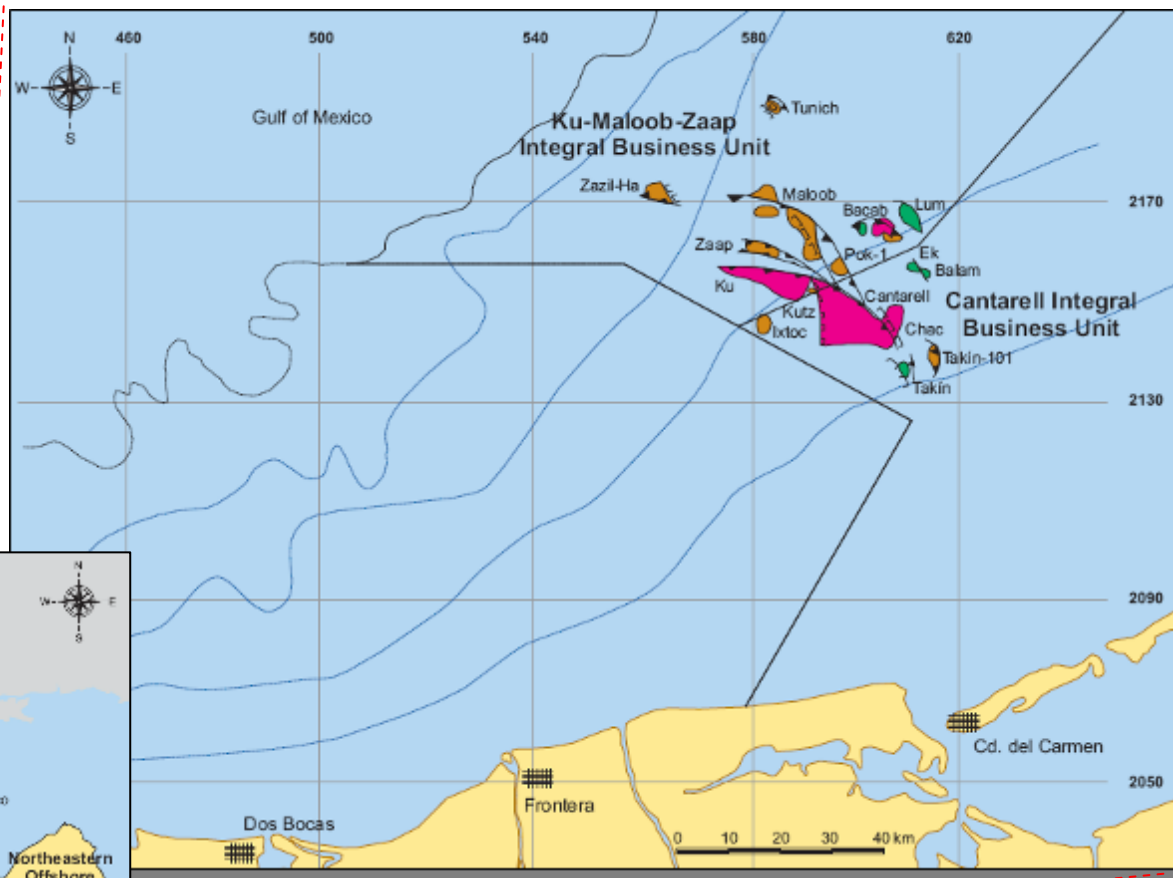 N
460
500
540
580
620
W
E
S
Gulf of Mexico
Tunich
Ku-Maloob-Zaap
Integral Business Unit
Zazil-Ha
Maloob
2170
Bacab
Lum
Zaap
Pok-1
Ek
Balam
Ku
Cantarell
Cantarell Integral
Business Unit
Kutz
Ixtoc
Chac
Takin-101
Takín
2130
2090
N
W
E
S
Cd. del Carmen
2050
Frontera
Dos Bocas
0 10 20 30 40 km
Northeastern
Offshore